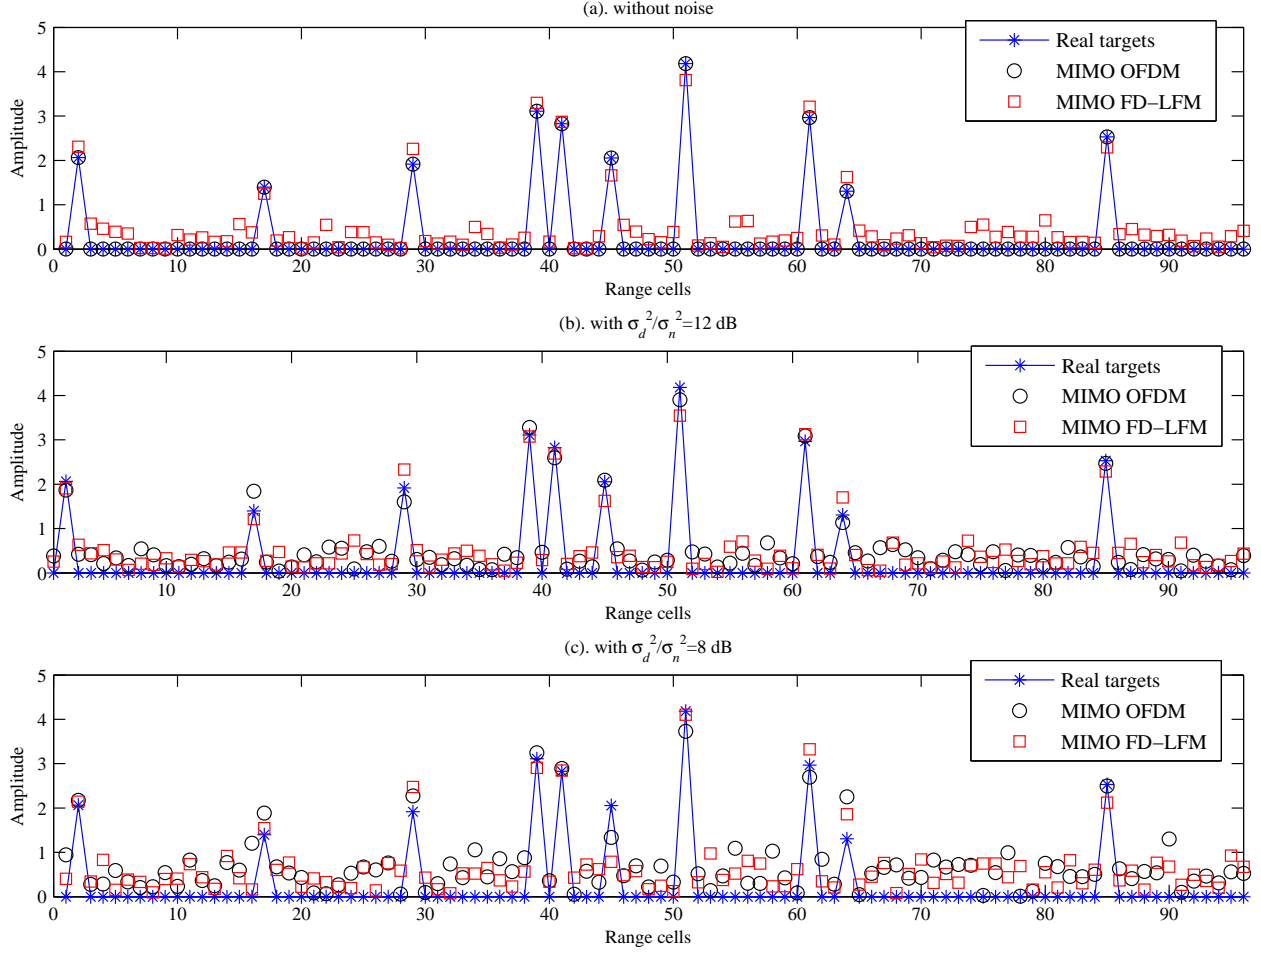 (a). without noise
5
4
3
2
1
0
Amplitude
Real targets
MIMO OFDM
MIMO FD−LFM
0 10 20 30 40 50 60 70 80 90
Range cells
(b). with σd²/σn²=12 dB
5
4
3
2
1
0
Amplitude
Real targets
MIMO OFDM
MIMO FD−LFM
10 20 30 40 50 60 70 80 90
Range cells
(c). with σd²/σn²=8 dB
5
4
3
2
1
0
Amplitude
Real targets
MIMO OFDM
MIMO FD−LFM
0 10 20 30 40 50 60 70 80 90
Range cells